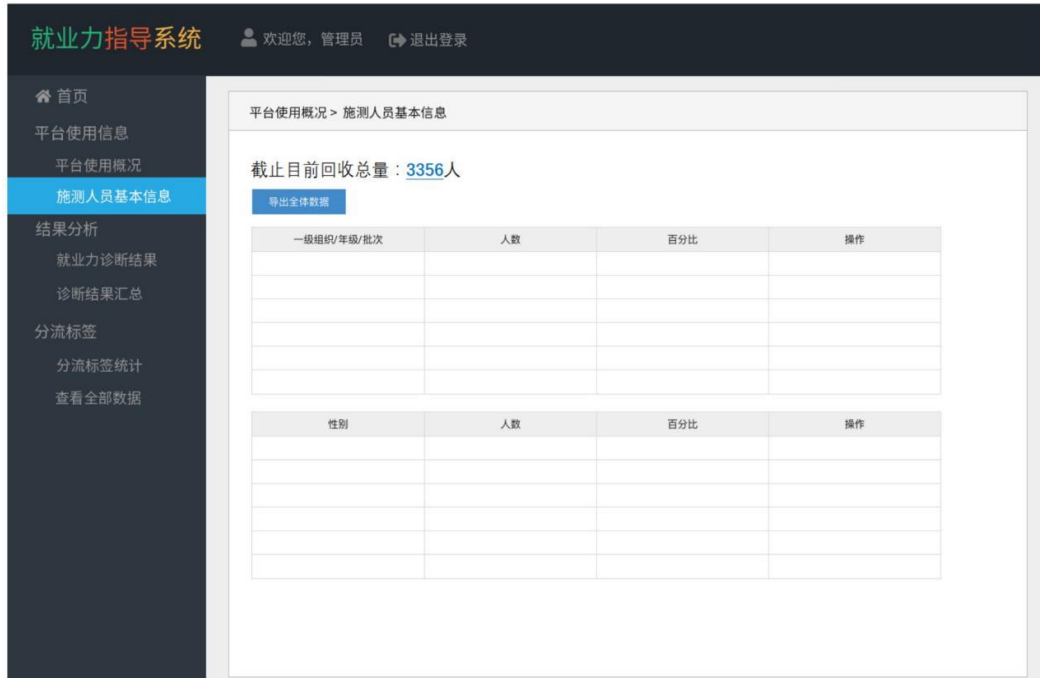 就业力指导系统 欢迎您，管理员 退出登录
首页
平台使用信息
平台使用概况
施测人员基本信息
结果分析
就业力诊断结果
诊断结果汇总
分流标签
分流标签统计
查看全部数据
平台使用概况 > 施测人员基本信息
截止目前回收总量：3356人
导出全体数据
一级组织/年级/批次 人数 百分比 操作
性别 人数 百分比 操作